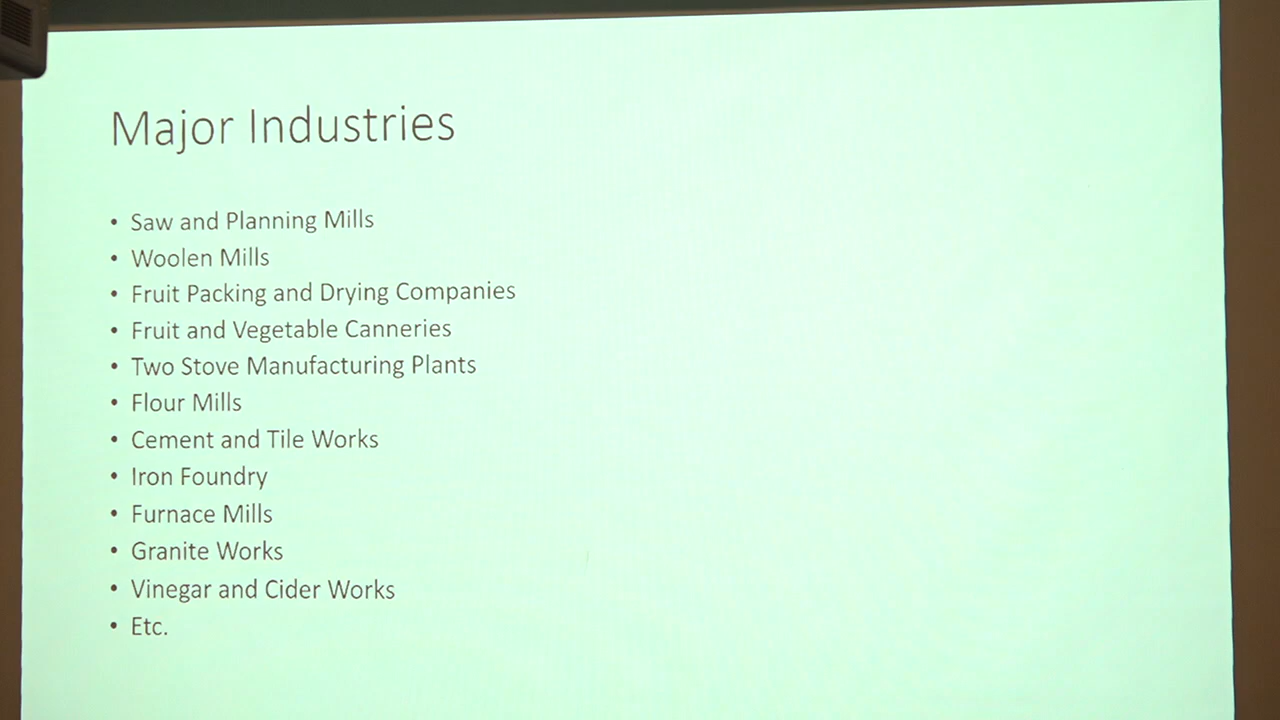 Major Industries
• Saw and Planning Mills
• Woolen Mills
• Fruit Packing and Drying Companies
• Fruit and Vegetable Canneries
• Two Stove Manufacturing Plants
• Flour Mills
• Cement and Tile Works
• Iron Foundry
• Furnace Mills
• Granite Works
• Vinegar and Cider Works
• Etc.